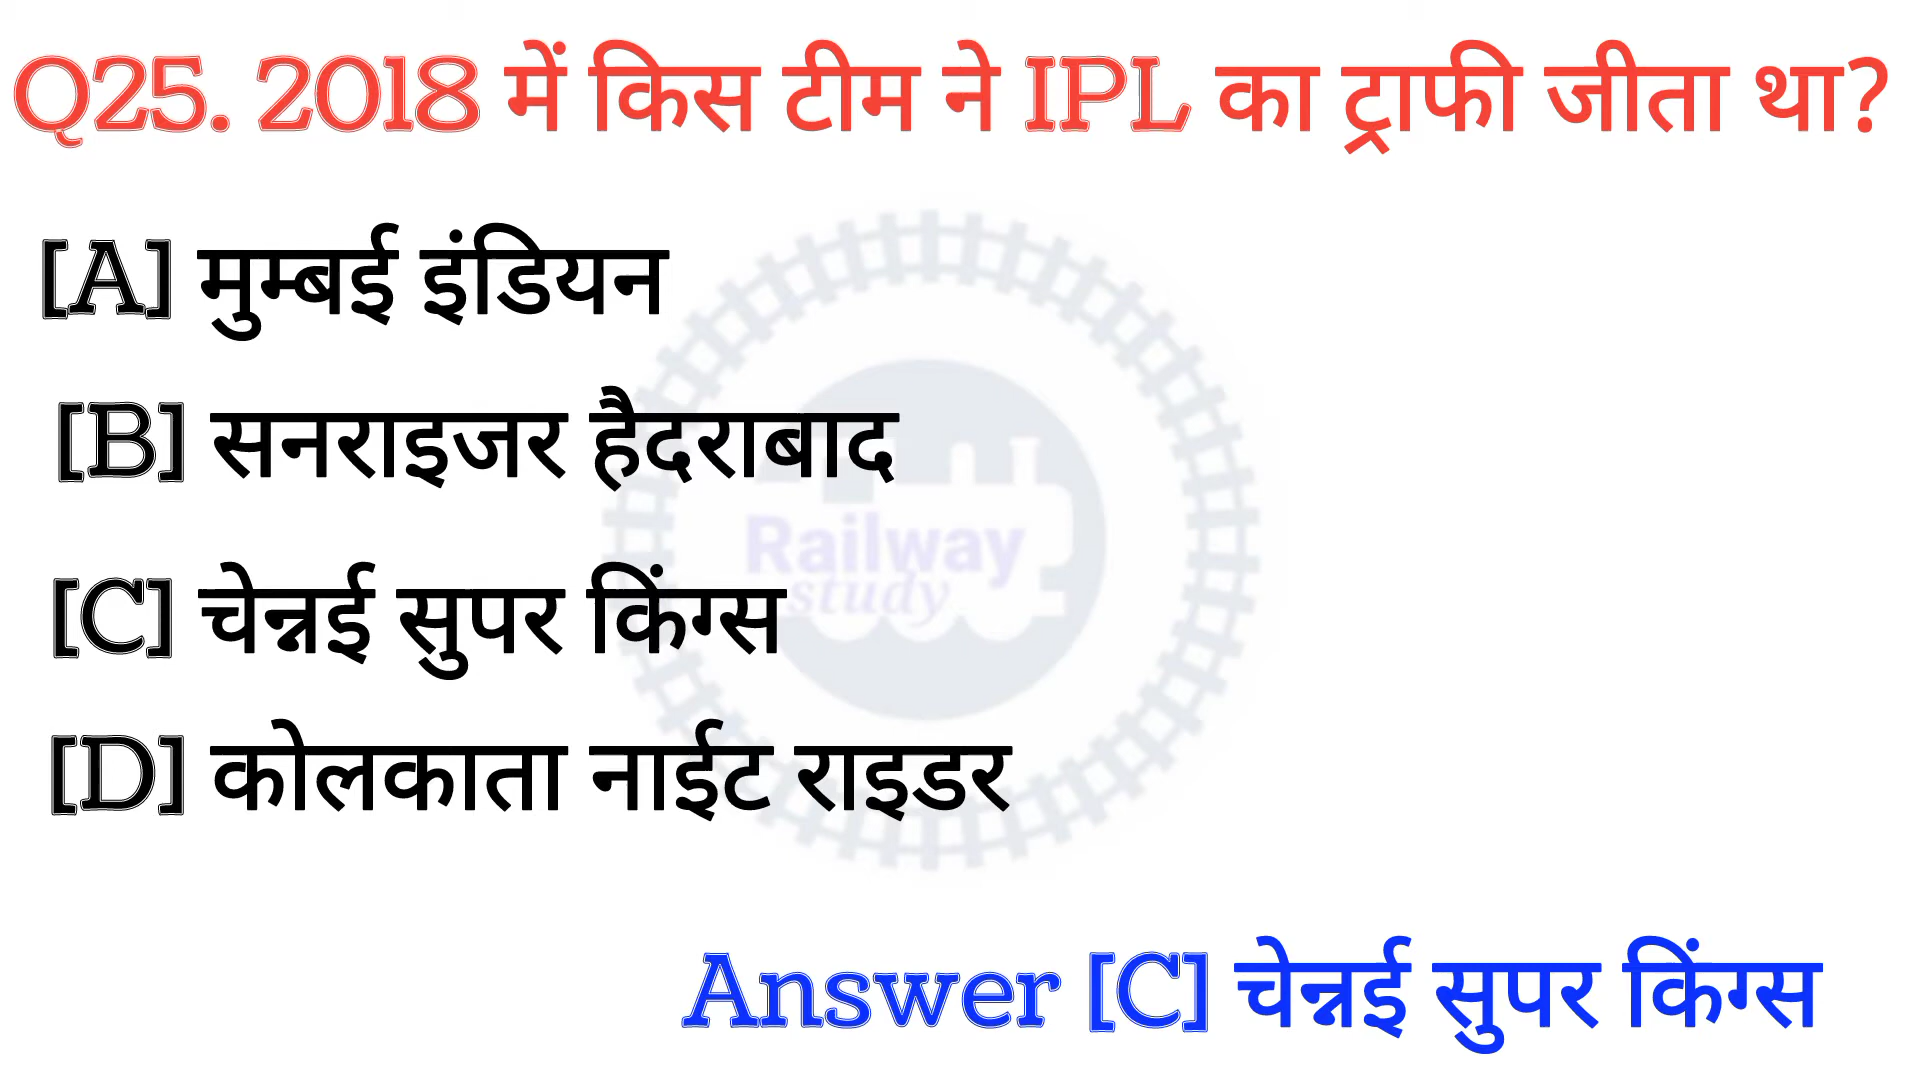 Q25. 2018 में किस टीम ने IPL का ट्राफी जीता था?
[A] मुम्बई इंडियन
[B] सनराइजर हैदराबाद
[C] चेन्नई सुपर किंग्स
[D] कोलकाता नाईट राइडर
Railway
study
Answer [C] चेन्नई सुपर किंग्स